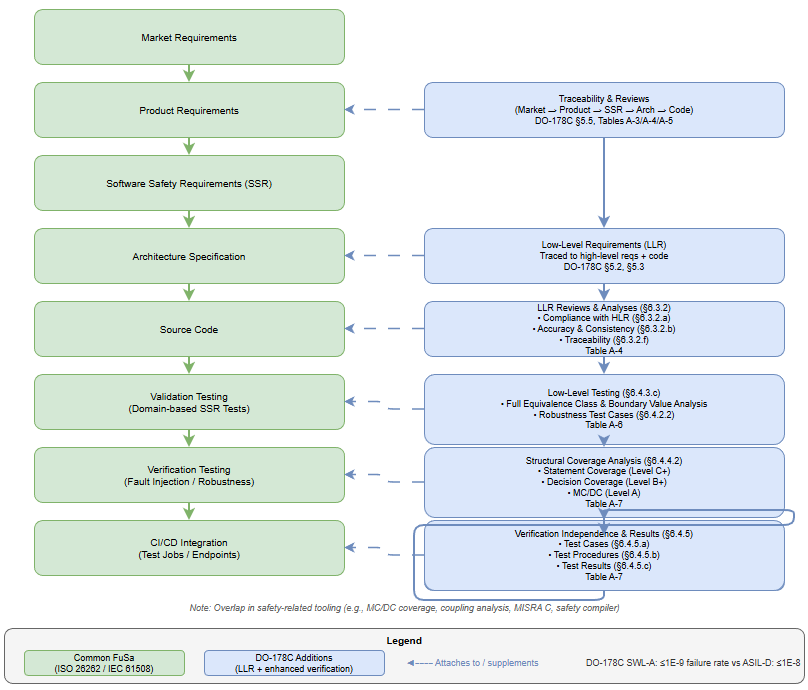 Market Requirements
Product Requirements
Traceability & Reviews
(Market → Product → SSR → Arch → Code)
DO-178C §5.5, Tables A-3/A-4/A-5
Software Safety Requirements (SSR)
Architecture Specification
Low-Level Requirements (LLR)
Traced to high-level reqs + code
DO-178C §5.2, §5.3
Source Code
LLR Reviews & Analyses (§6.3.2)
• Compliance with HLR (§6.3.2.a)
• Accuracy & Consistency (§6.3.2.b)
• Traceability (§6.3.2.f)
Table A-4
Validation Testing
(Domain-based SSR Tests)
Low-Level Testing (§6.4.3.c)
• Full Equivalence Class & Boundary Value Analysis
• Robustness Test Cases (§6.4.2.2)
Table A-6
Verification Testing
(Fault Injection / Robustness)
Structural Coverage Analysis (§6.4.4.2)
• Statement Coverage (Level C+)
• Decision Coverage (Level B+)
• MC/DC (Level A)
Table A-7
CI/CD Integration
(Test Jobs / Endpoints)
Verification Independence & Results (§6.4.5)
• Test Cases (§6.4.5.a)
• Test Procedures (§6.4.5.b)
• Test Results (§6.4.5.c)
Table A-7
Note: Overlap in safety-related tooling (e.g., MC/DC coverage, coupling analysis, MISRA C, safety compiler)
Legend
Common FuSa
(ISO 26262 / IEC 61508)
DO-178C Additions
(LLR + enhanced verification)
◄---- Attaches to / supplements
DO-178C SWL-A: ≤1E-9 failure rate vs ASIL-D: ≤1E-8